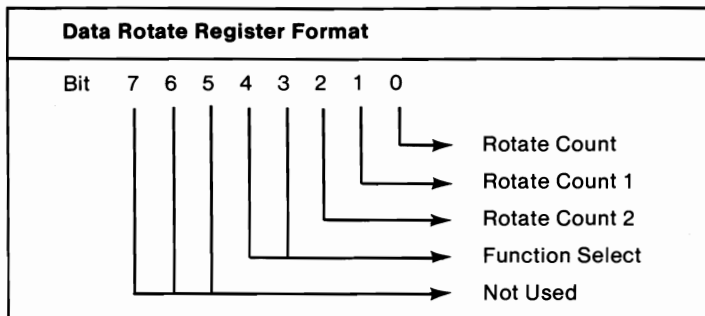 Data Rotate Register Format
Bit 7 6 5 4 3 2 1 0
Rotate Count
Rotate Count 1
Rotate Count 2
Function Select
Not Used